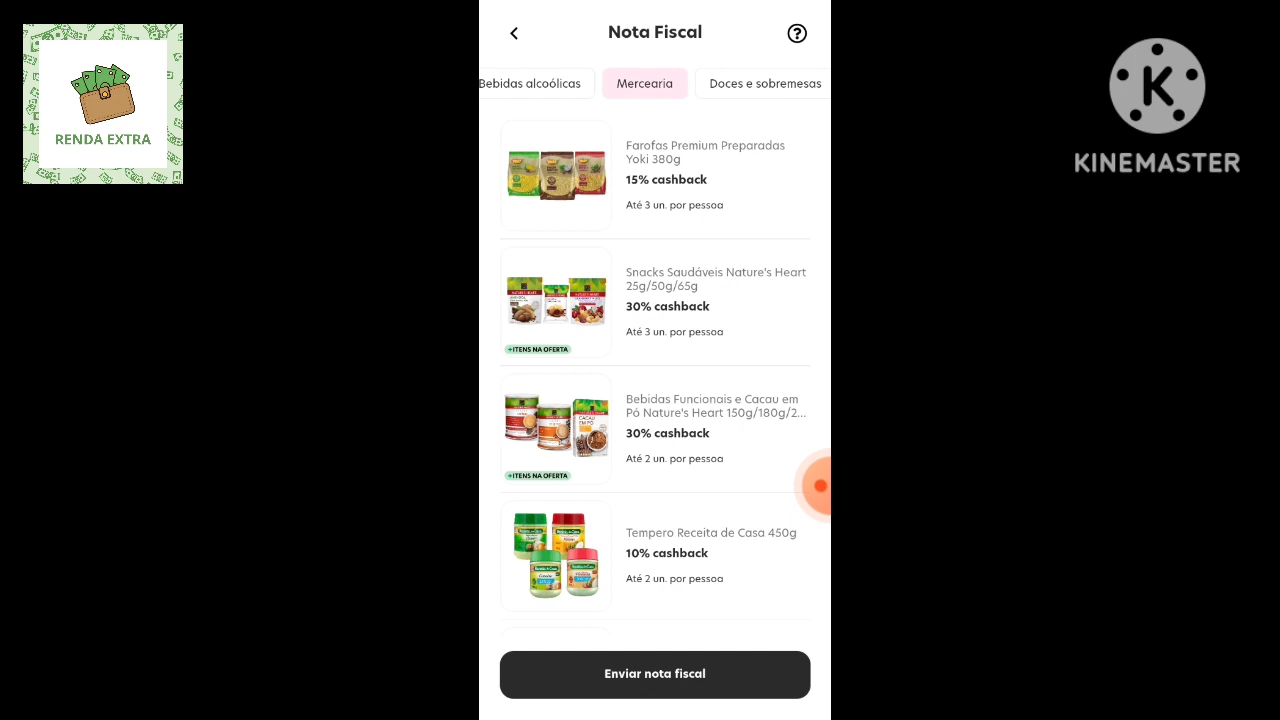 RENDA EXTRA
Nota Fiscal
Bebidas alcoólicas
Mercearia
Doces e sobremesas
Farofas Premium Preparadas
Yoki 380g
15% cashback
Até 3 un. por pessoa
Snacks Saudáveis Nature's Heart
25g/50g/65g
30% cashback
Até 3 un. por pessoa
+ITENS NA OFERTA
Bebidas Funcionais e Cacau em
Pó Nature's Heart 150g/180g/2...
30% cashback
Até 2 un. por pessoa
+ITENS NA OFERTA
Tempero Receita de Casa 450g
10% cashback
Até 2 un. por pessoa
Enviar nota fiscal
K
KINEMASTER